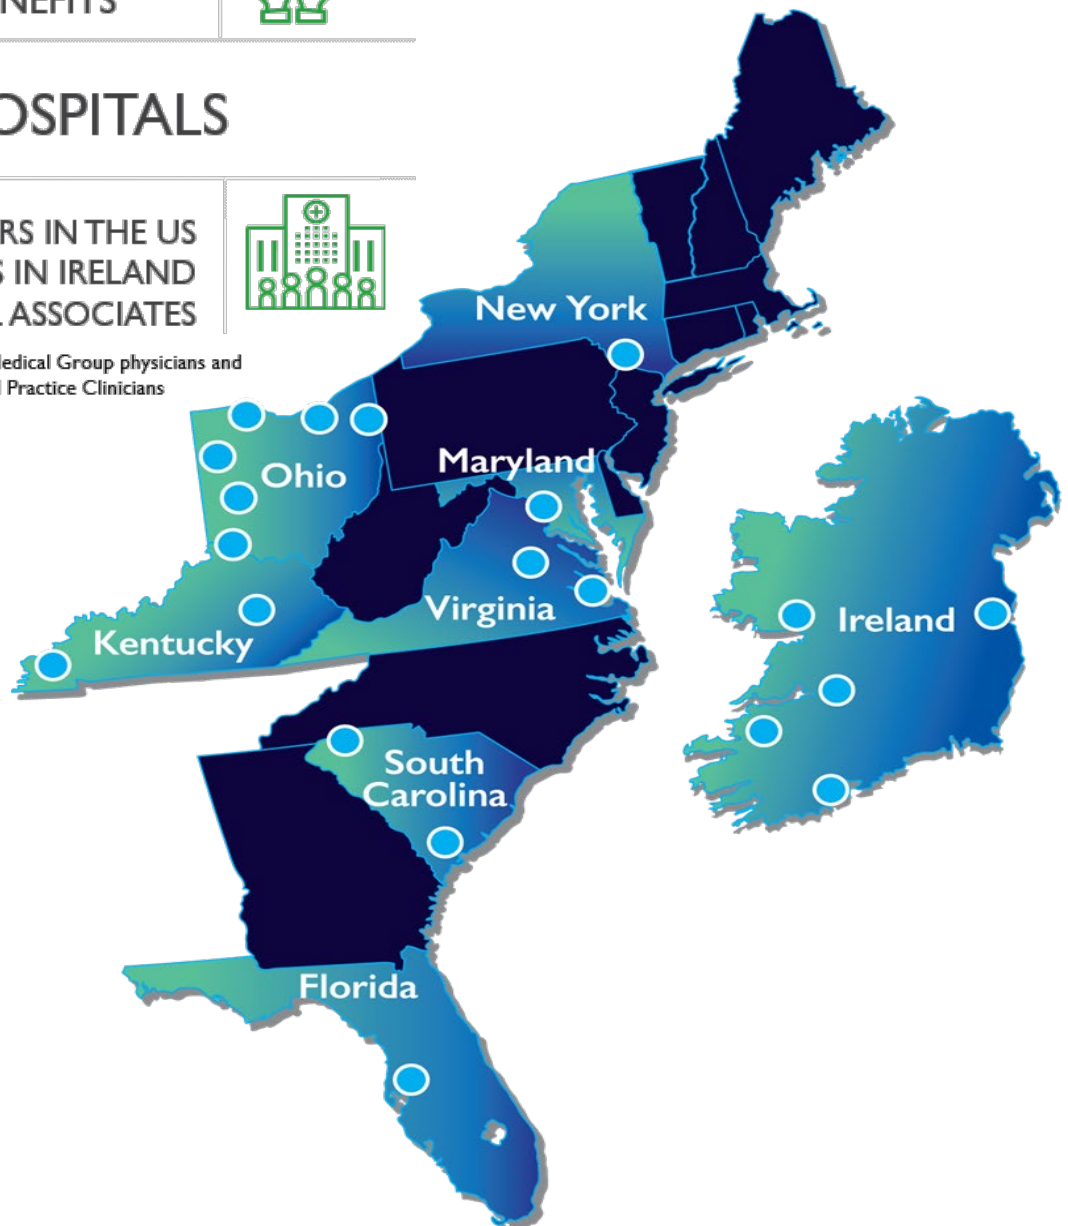 NEFITS
OSPITALS
RS IN THE US
S IN IRELAND
L ASSOCIATES
Medical Group physicians and
d Practice Clinicians
New York
Maryland
Ohio
Virginia
Kentucky
Ireland
South
Carolina
Florida